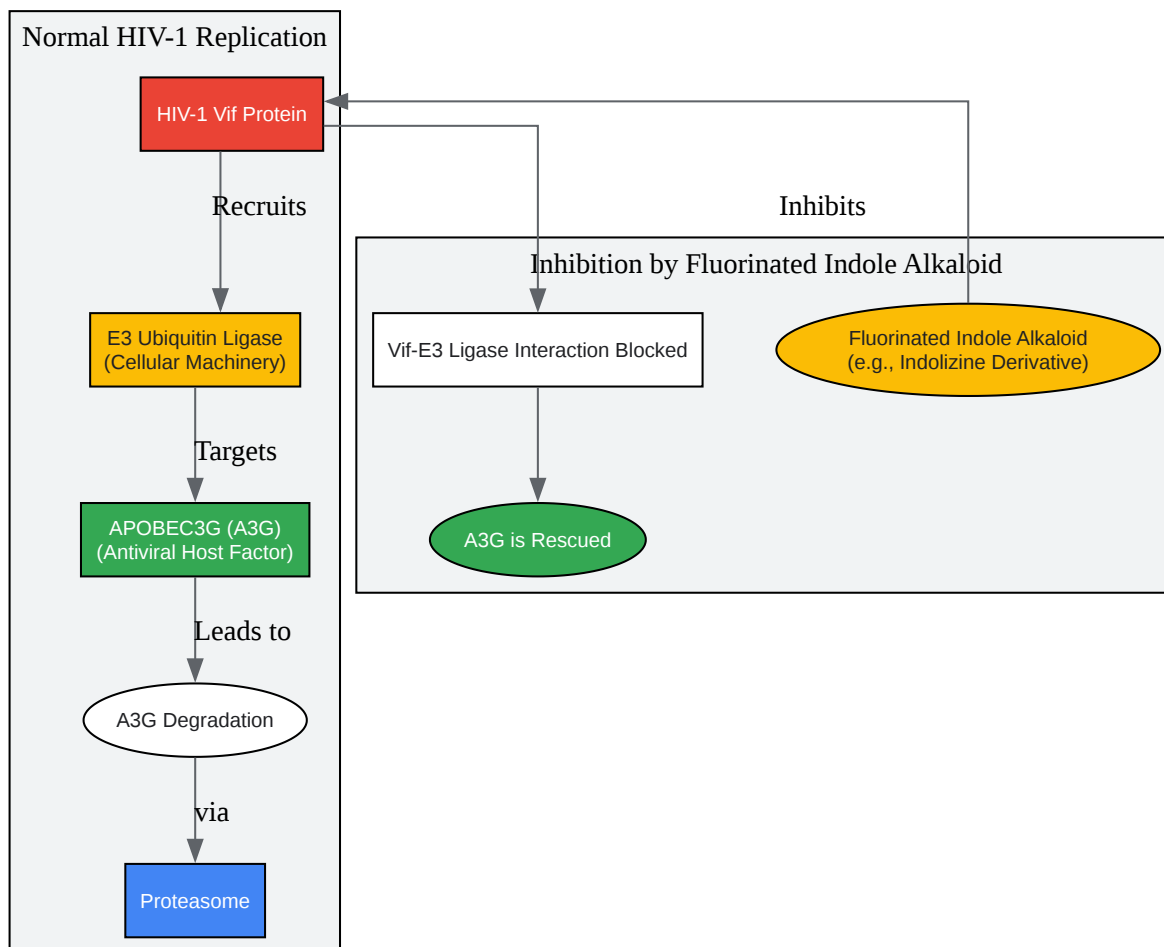 Normal HIV-1 Replication
HIV-1 Vif Protein
Recruits
E3 Ubiquitin Ligase
(Cellular Machinery)
Targets
APOBEC3G (A3G)
(Antiviral Host Factor)
Leads to
A3G Degradation
via
Proteasome
Inhibits
Inhibition by Fluorinated Indole Alkaloid
Vif-E3 Ligase Interaction Blocked
Fluorinated Indole Alkaloid
(e.g., Indolizine Derivative)
A3G is Rescued